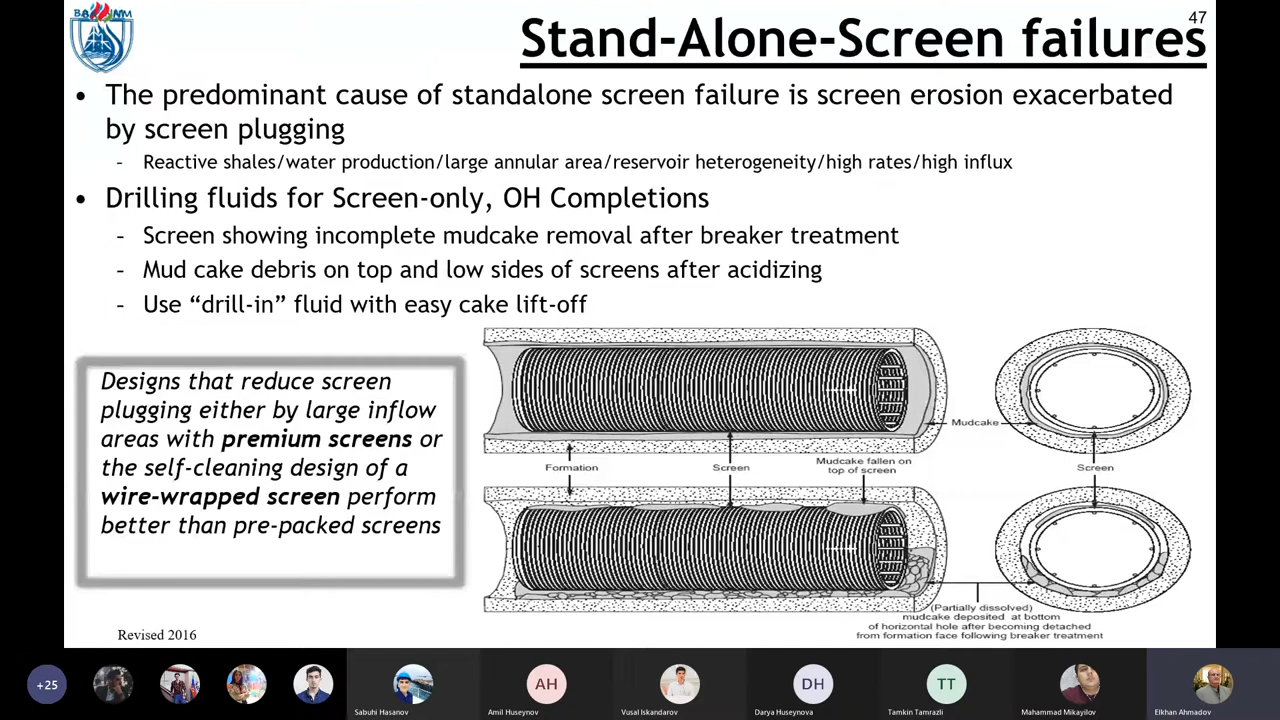 47
Stand-Alone-Screen failures
• The predominant cause of standalone screen failure is screen erosion exacerbated
by screen plugging
- Reactive shales/water production/large annular area/reservoir heterogeneity/high rates/high influx
• Drilling fluids for Screen-only, OH Completions
- Screen showing incomplete mudcake removal after breaker treatment
- Mud cake debris on top and low sides of screens after acidizing
- Use “drill-in” fluid with easy cake lift-off
Designs that reduce screen
plugging either by large inflow
areas with premium screens or
the self-cleaning design of a
wire-wrapped screen perform
better than pre-packed screens
Mudcake
Formation
Screen
Mudcake fallen on
top of screen
Screen
(Partially dissolved)
mudcake deposited at bottom
of horizontal hole after becoming detached
from formation face following breaker treatment
Revised 2016
+25
AH
DH
TT
Sabuhi Hasanov
Amil Huseynov
Vusal Iskandarov
Darya Huseynova
Tamkin Tamrazli
Mahammad Mikayilov
Elkhan Ahmadov